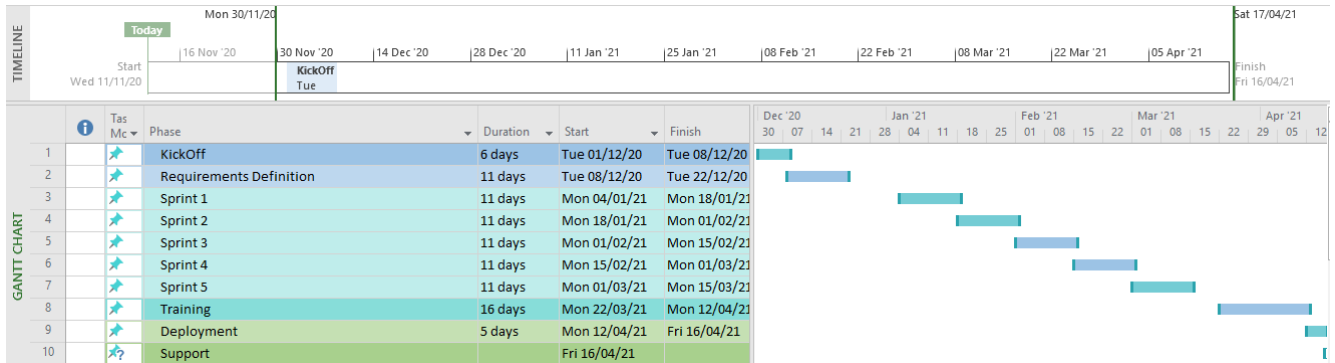 Mon 30/11/20 Sat 17/04/21
Today
16 Nov '20 30 Nov '20 14 Dec '20 28 Dec '20 11 Jan '21 25 Jan '21 08 Feb '21 22 Feb '21 08 Mar '21 22 Mar '21 05 Apr '21
TIMELINE
Start KickOff Finish
Wed 11/11/20 Tue Fri 16/04/21
Tas Dec '20 Jan '21 Feb '21 Mar '21 Apr '21
Mc Phase Duration Start Finish 30 07 14 21 28 04 11 18 25 01 08 15 22 01 08 15 22 29 05 12
GANTT CHART
1 KickOff 6 days Tue 01/12/20 Tue 08/12/20
2 Requirements Definition 11 days Tue 08/12/20 Tue 22/12/20
3 Sprint 1 11 days Mon 04/01/21 Mon 18/01/21
4 Sprint 2 11 days Mon 18/01/21 Mon 01/02/21
5 Sprint 3 11 days Mon 01/02/21 Mon 15/02/21
6 Sprint 4 11 days Mon 15/02/21 Mon 01/03/21
7 Sprint 5 11 days Mon 01/03/21 Mon 15/03/21
8 Training 16 days Mon 22/03/21 Mon 12/04/21
9 Deployment 5 days Mon 12/04/21 Fri 16/04/21
10 ? Support Fri 16/04/21